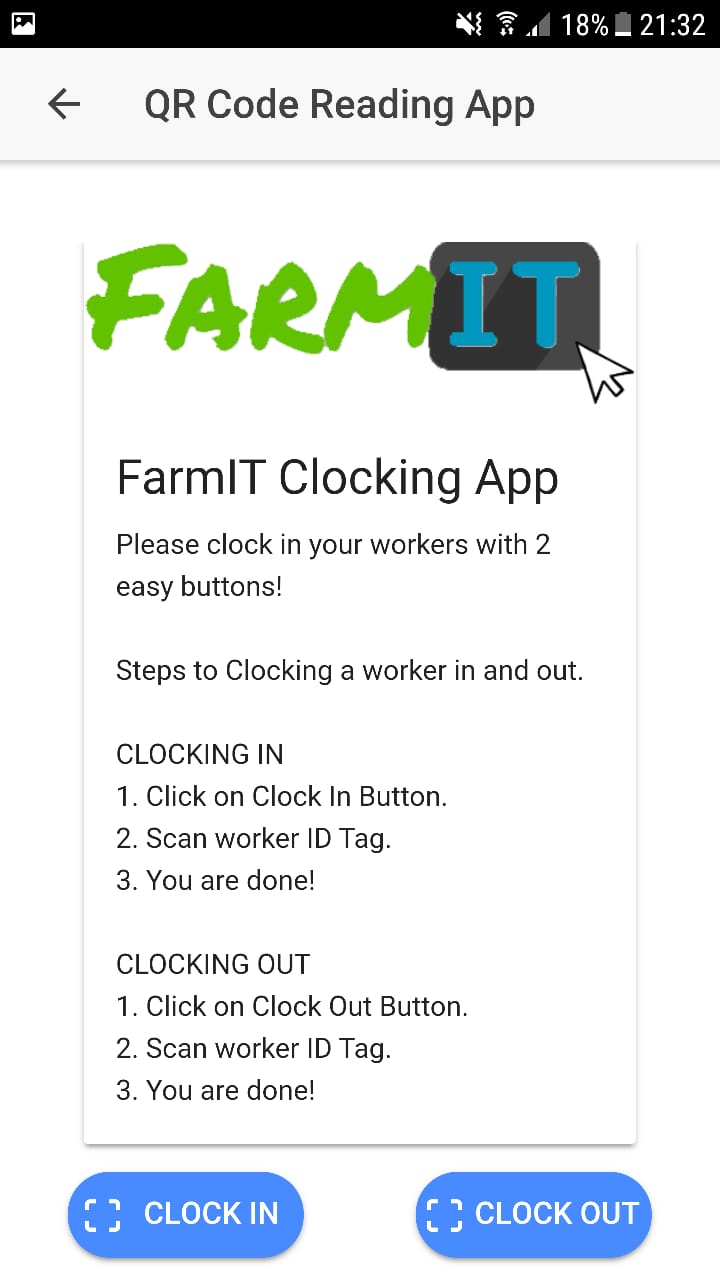 18% 21:32
QR Code Reading App
FARMIT
FarmIT Clocking App
Please clock in your workers with 2
easy buttons!
Steps to Clocking a worker in and out.
CLOCKING IN
1. Click on Clock In Button.
2. Scan worker ID Tag.
3. You are done!
CLOCKING OUT
1. Click on Clock Out Button.
2. Scan worker ID Tag.
3. You are done!
CLOCK IN CLOCK OUT